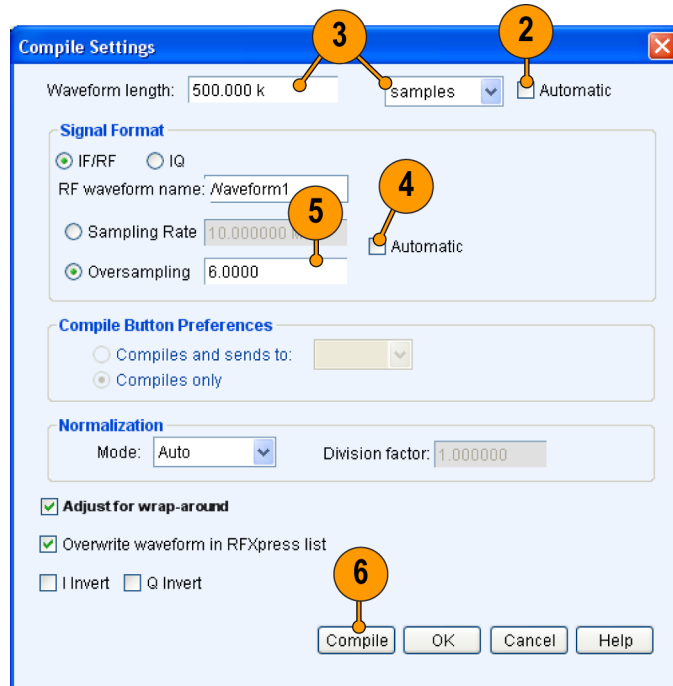 3
2
Compile Settings
Waveform length: 500.000 k samples Automatic
Signal Format
IF/RF IQ
RF waveform name: Waveform1
4
5
Sampling Rate 10.000000
Automatic
Oversampling 6.0000
Compile Button Preferences
Compiles and sends to:
Compiles only
Normalization
Mode: Auto Division factor: 1.000000
Adjust for wrap-around
Overwrite waveform in RFXpress list
I Invert Q Invert
6
Compile OK Cancel Help